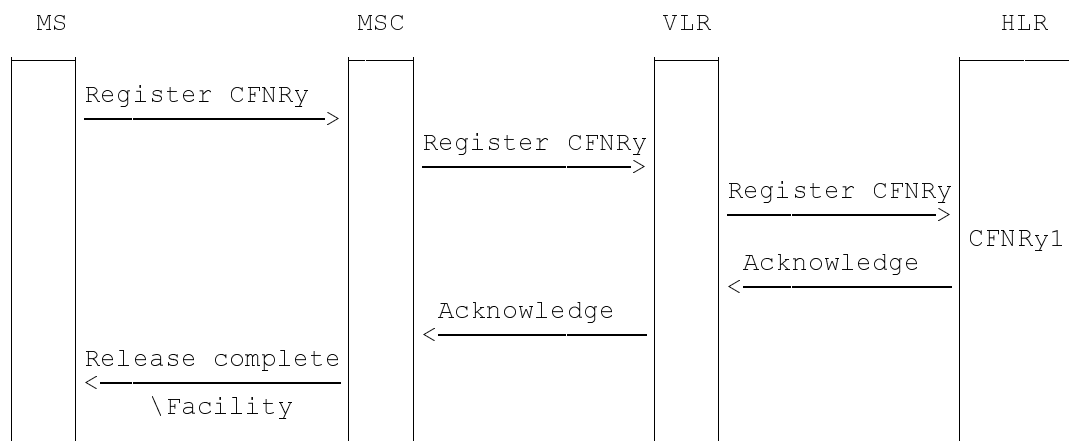 MS MSC VLR HLR
Register CFNRy
>
Register CFNRy
>
Register CFNRy
>
CFNRy1
Acknowledge
<
Acknowledge
<
Release complete
<
\Facility